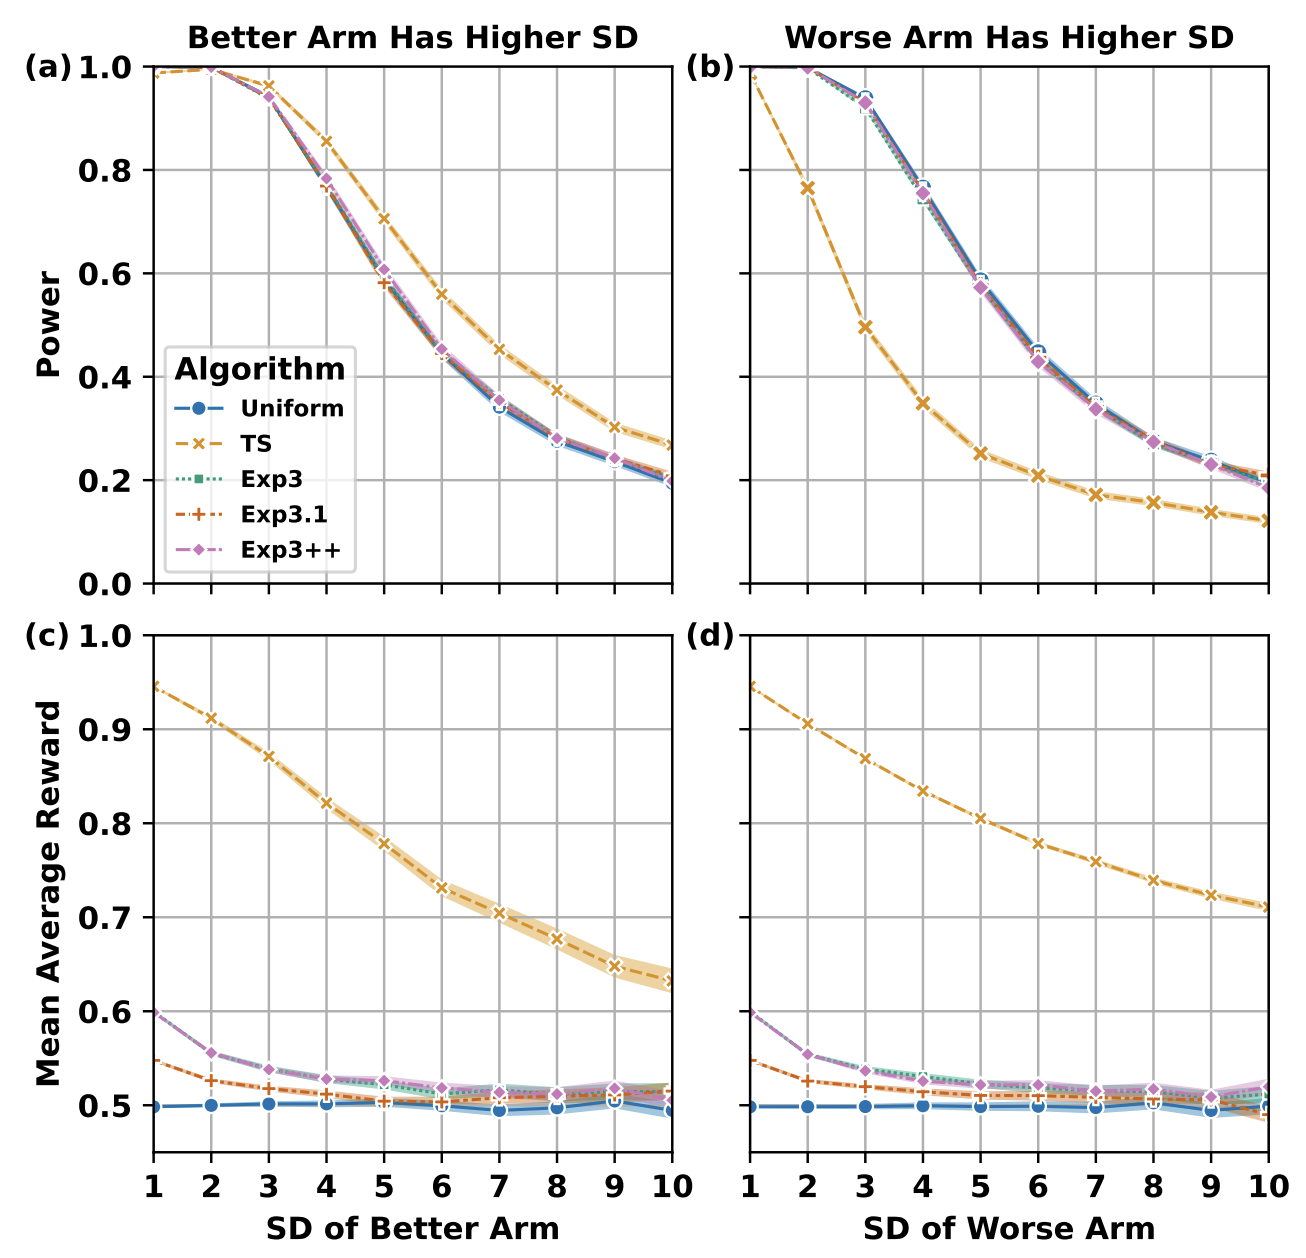 Better Arm Has Higher SD
Worse Arm Has Higher SD
(a)
1.0
0.8
0.6
0.4
0.2
0.0
Power
Algorithm
Uniform
TS
Exp3
Exp3.1
Exp3++
(b)
(c)
1.0
0.9
0.8
0.7
0.6
0.5
Mean Average Reward
1 2 3 4 5 6 7 8 9 10
SD of Better Arm
(d)
1 2 3 4 5 6 7 8 9 10
SD of Worse Arm